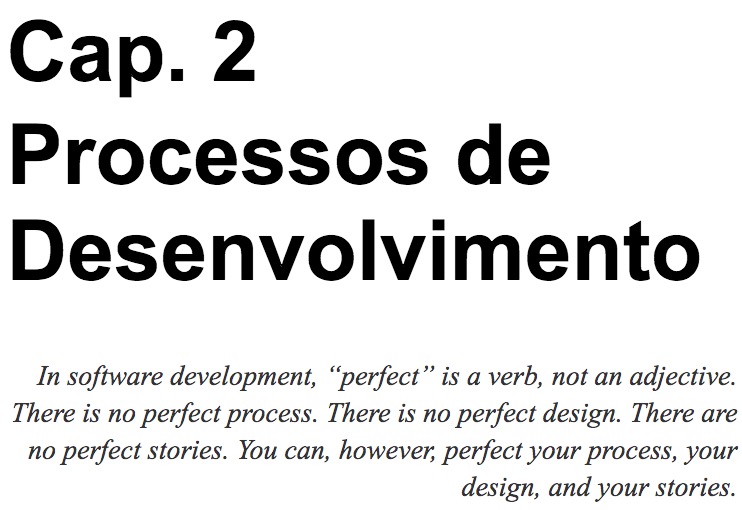 Cap. 2
Processos de
Desenvolvimento
In software development, “perfect” is a verb, not an adjective.
There is no perfect process. There is no perfect design. There are
no perfect stories. You can, however, perfect your process, your
design, and your stories.